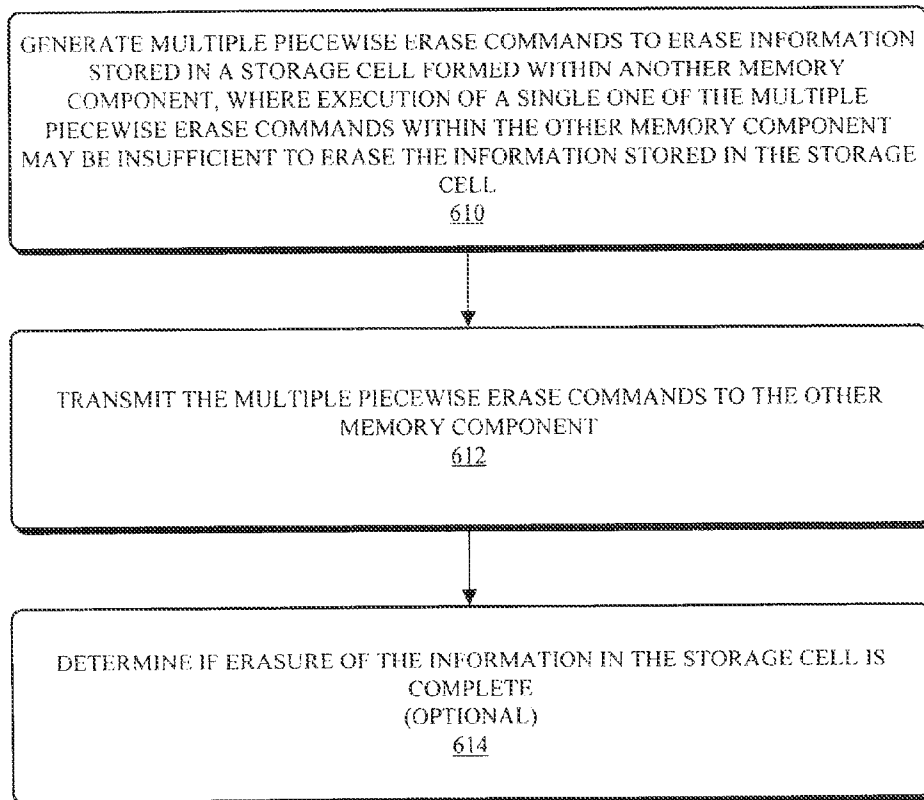 GENERATE MULTIPLE PIECEWISE ERASE COMMANDS TO ERASE INFORMATION
STORED IN A STORAGE CELL FORMED WITHIN ANOTHER MEMORY
COMPONENT, WHERE EXECUTION OF A SINGLE ONE OF THE MULTIPLE
PIECEWISE ERASE COMMANDS WITHIN THE OTHER MEMORY COMPONENT
MAY BE INSUFFICIENT TO ERASE THE INFORMATION STORED IN THE STORAGE
CELL
610
TRANSMIT THE MULTIPLE PIECEWISE ERASE COMMANDS TO THE OTHER
MEMORY COMPONENT
612
DETERMINE IF ERASURE OF THE INFORMATION IN THE STORAGE CELL IS
COMPLETE
(OPTIONAL)
614